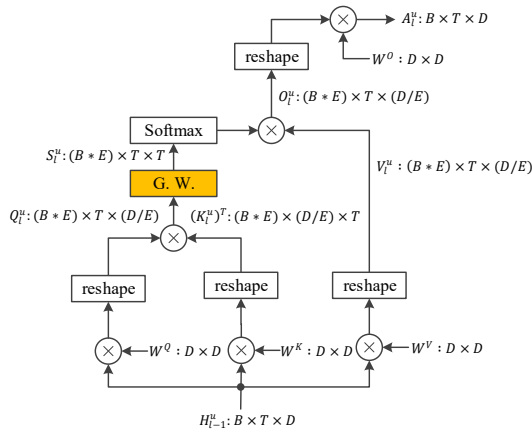 A_l^u: B × T × D
×
reshape
W^O : D × D
O_l^u: (B * E) × T × (D/E)
Softmax
×
S_l^u: (B * E) × T × T
V_l^u : (B * E) × T × (D/E)
G. W.
Q_l^u: (B * E) × T × (D/E)
(K_l^u)^T: (B * E) × (D/E) × T
×
reshape
reshape
reshape
×
W^Q : D × D
×
W^K : D × D
×
W^V : D × D
H_{l-1}^u: B × T × D